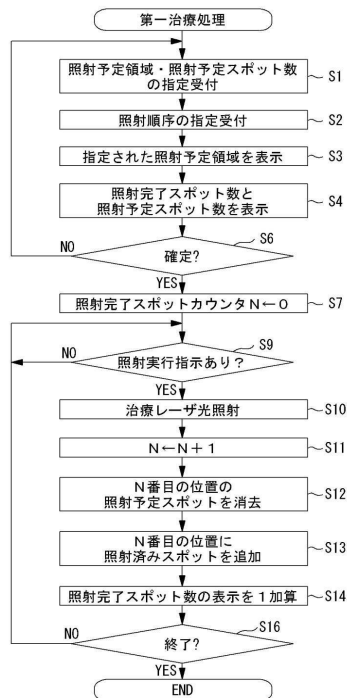 第一治療処理
照射予定領域・照射予定スポット数
の指定受付
S1
照射順序の指定受付
S2
指定された照射予定領域を表示
S3
照射完了スポット数と
照射予定スポット数を表示
S4
S6
NO
確定?
YES
照射完了スポットカウンタN←0
S7
S9
NO
照射実行指示あり?
YES
治療レーザ光照射
S10
N←N+1
S11
N番目の位置の
照射予定スポットを消去
S12
N番目の位置に
照射済みスポットを追加
S13
照射完了スポット数の表示を1加算
S14
S16
NO
終了?
YES
END